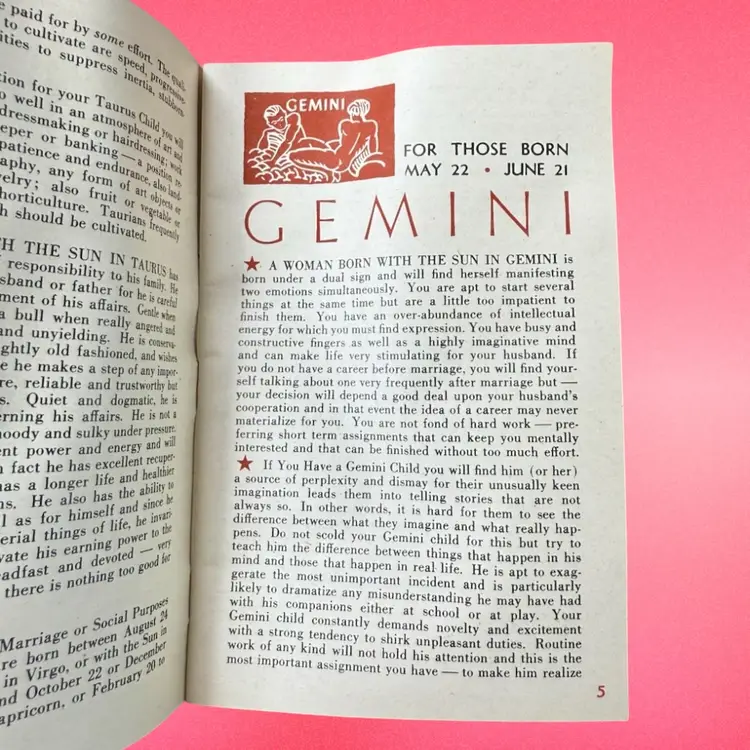 e paid for by some effort. The quali-
to cultivate are speed, progressive-
ities to suppress inertia, stubborn-
tion for your Taurus Child you will
o well in an atmosphere of art and
dressmaking or hairdressing; work
eeper or banking — a position re-
patience and endurance, also land-
aphy, any form of art objects or
welry; also fruit or vegetable or
horticulture. Taurians frequently
h should be cultivated.
TH THE SUN IN TAURUS has
f responsibility to his family. He
usband or father for he is careful
ment of his affairs. Gentle when
a bull when really angered and
and unyielding. He is conserva-
ghtly old fashioned, and wishes
e he makes a step of any impor-
re, reliable and trustworthy but
s. Quiet and dogmatic, he is
erning his affairs. He is not a
moody and sulky under pressure.
ent power and energy and will
n fact he has excellent recuper-
has a longer life and healthier
ns. He also has the ability to
l as for himself and since he
erial things of life, he invari-
vate his earning power to the
adfast and devoted — very
there is nothing too good for
Marriage or Social Purposes
re born between August 24
in Virgo, or with the Sun in
nd October 22 or December
apricorn, or February 20 to
GEMINI
FOR THOSE BORN
MAY 22 • JUNE 21
GEMINI
★ A WOMAN BORN WITH THE SUN IN GEMINI is
born under a dual sign and will find herself manifesting
two emotions simultaneously. You are apt to start several
things at the same time but are a little too impatient to
finish them. You have an over-abundance of intellectual
energy for which you must find expression. You have busy and
constructive fingers as well as a highly imaginative mind
and can make life very stimulating for your husband. If
you do not have a career before marriage, you will find your-
self talking about one very frequently after marriage but —
your decision will depend a good deal upon your husband's
cooperation and in that event the idea of a career may never
materialize for you. You are not fond of hard work — pre-
ferring short term assignments that can keep you mentally
interested and that can be finished without too much effort.
★ If You Have a Gemini Child you will find him (or her)
a source of perplexity and dismay for their unusually keen
imagination leads them into telling stories that are not
always so. In other words, it is hard for them to see the
difference between what they imagine and what really hap-
pens. Do not scold your Gemini child for this but try to
teach him the difference between things that happen in his
mind and those that happen in real life. He is apt to exag-
gerate the most unimportant incident and is particularly
likely to dramatize any misunderstanding he may have had
with his companions either at school or at play. Your
Gemini child constantly demands novelty and excitement
with a strong tendency to shirk unpleasant duties. Routine
work of any kind will not hold his attention and this is the
most important assignment you have — to make him realize
5